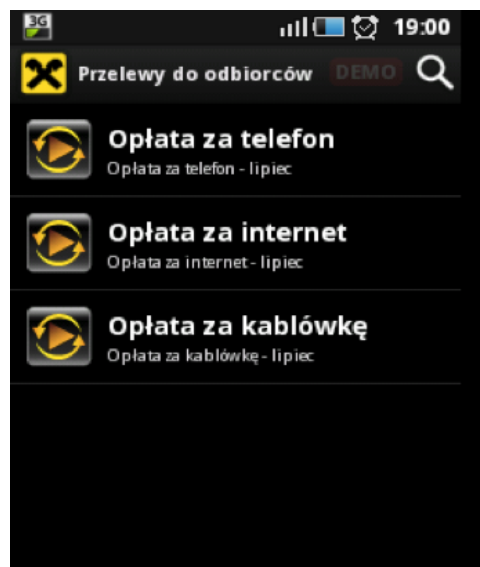 3G 19:00
Przelewy do odbiorców DEMO
Opłata za telefon
Opłata za telefon - lipiec
Opłata za internet
Opłata za internet - lipiec
Opłata za kablówkę
Opłata za kablówkę - lipiec